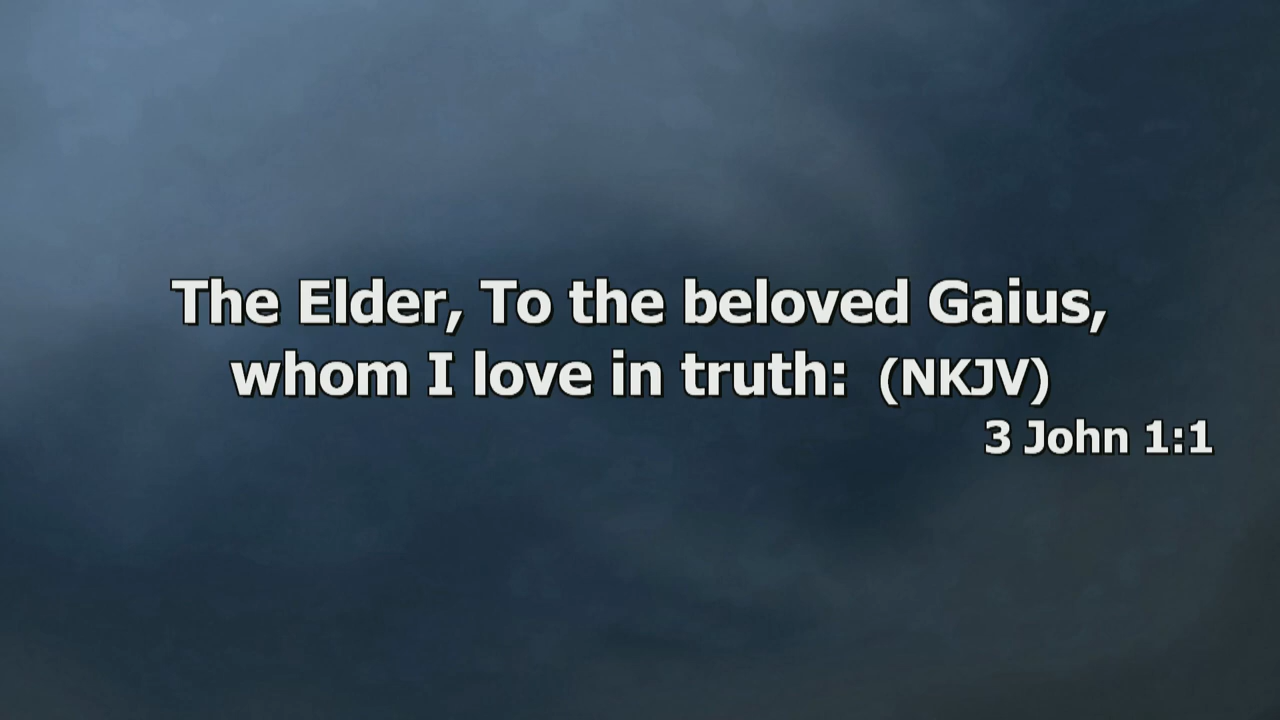 The Elder, To the beloved Gaius,
whom I love in truth: (NKJV)
3 John 1:1